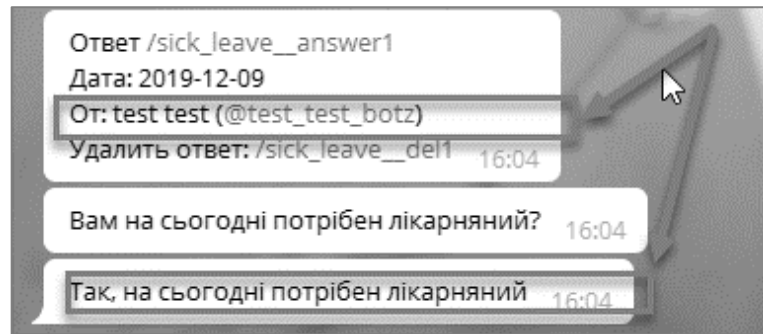 Ответ /sick_leave__answer1
Дата: 2019-12-09
От: test test (@test_test_botz)
Удалить ответ: /sick_leave__del1 16:04
Вам на сьогодні потрібен лікарняний? 16:04
Так, на сьогодні потрібен лікарняний 16:04